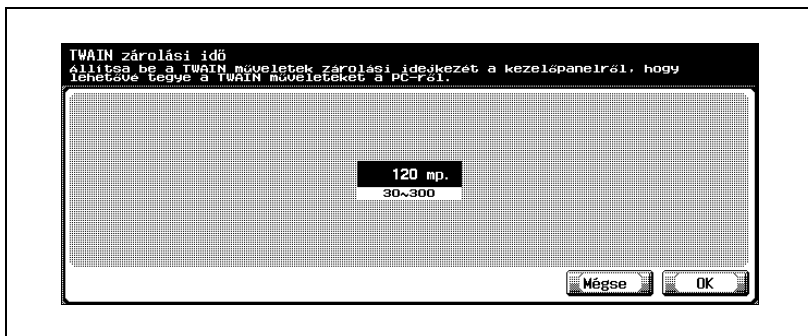 TWAIN zárolási idő
Állítsa be a TWAIN műveletek zárolási idejkezét a kezelőpanelről, hogy
lehetővé tegye a TWAIN műveleteket a PC-ről.
120 mp.
30~300
Mégse
OK